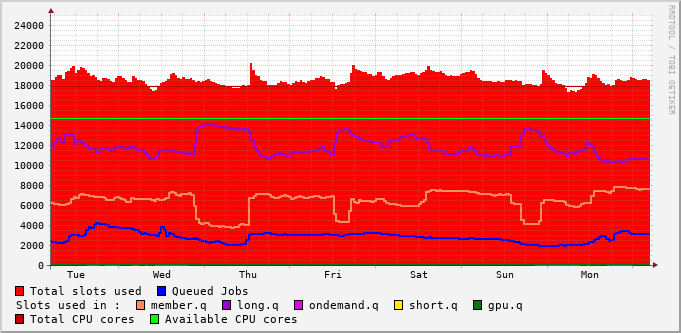 RRDTOOL / TOBI OETIKER
24000
22000
20000
18000
16000
14000
12000
10000
8000
6000
4000
2000
0
Tue Wed Thu Fri Sat Sun Mon
Total slots used Queued Jobs
Slots used in : member.q long.q ondemand.q short.q gpu.q
Total CPU cores Available CPU cores